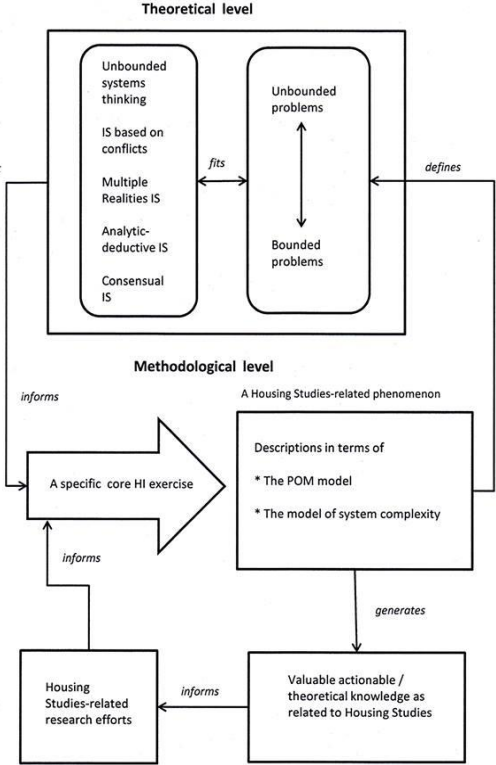 Theoretical level
Unbounded
systems
thinking
IS based on
conflicts
Multiple
Realities IS
Analytic-
deductive IS
Consensual
IS
fits
Unbounded
problems
Bounded
problems
defines
Methodological level
informs
A Housing Studies-related phenomenon
A specific core HI exercise
Descriptions in terms of
* The POM model
* The model of system complexity
informs
generates
Housing
Studies-related
research efforts
informs
Valuable actionable /
theoretical knowledge as
related to Housing Studies